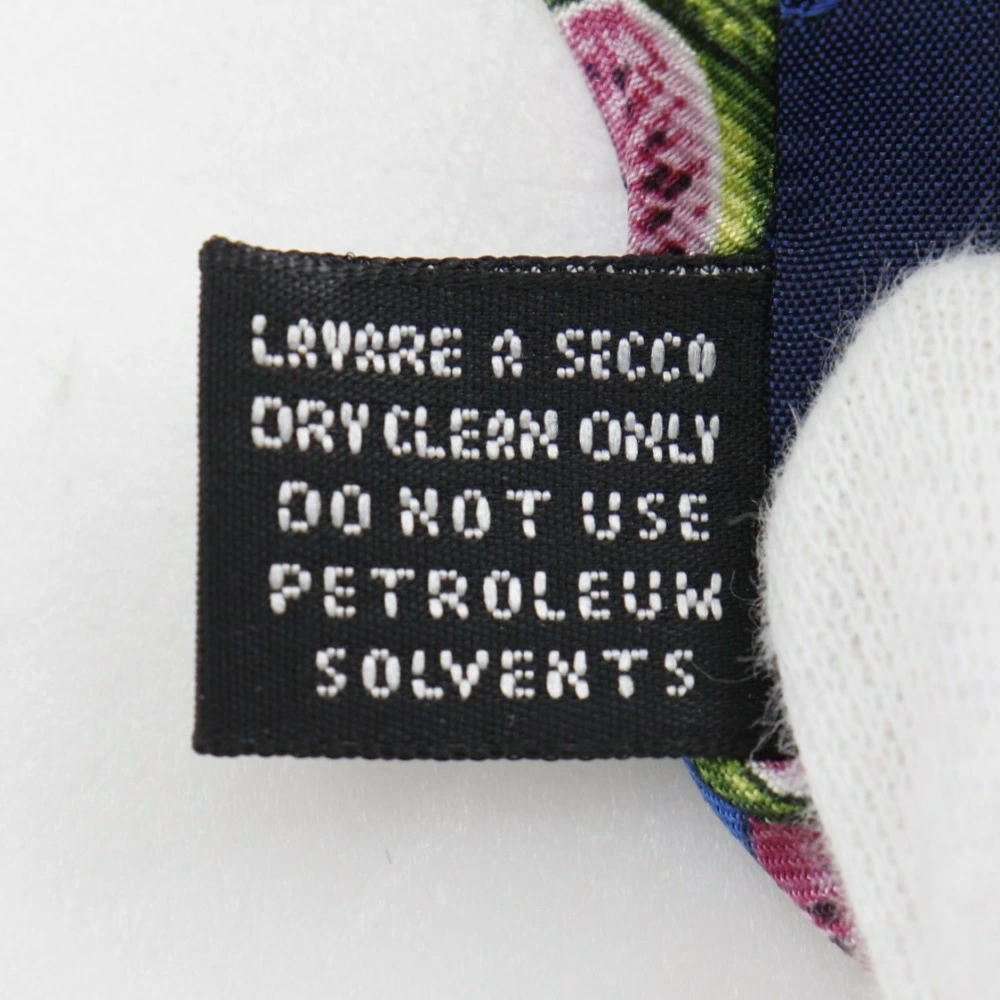 LAVARE A SECCO
DRY CLEAN ONLY
DO NOT USE
PETROLEUM
SOLVENTS